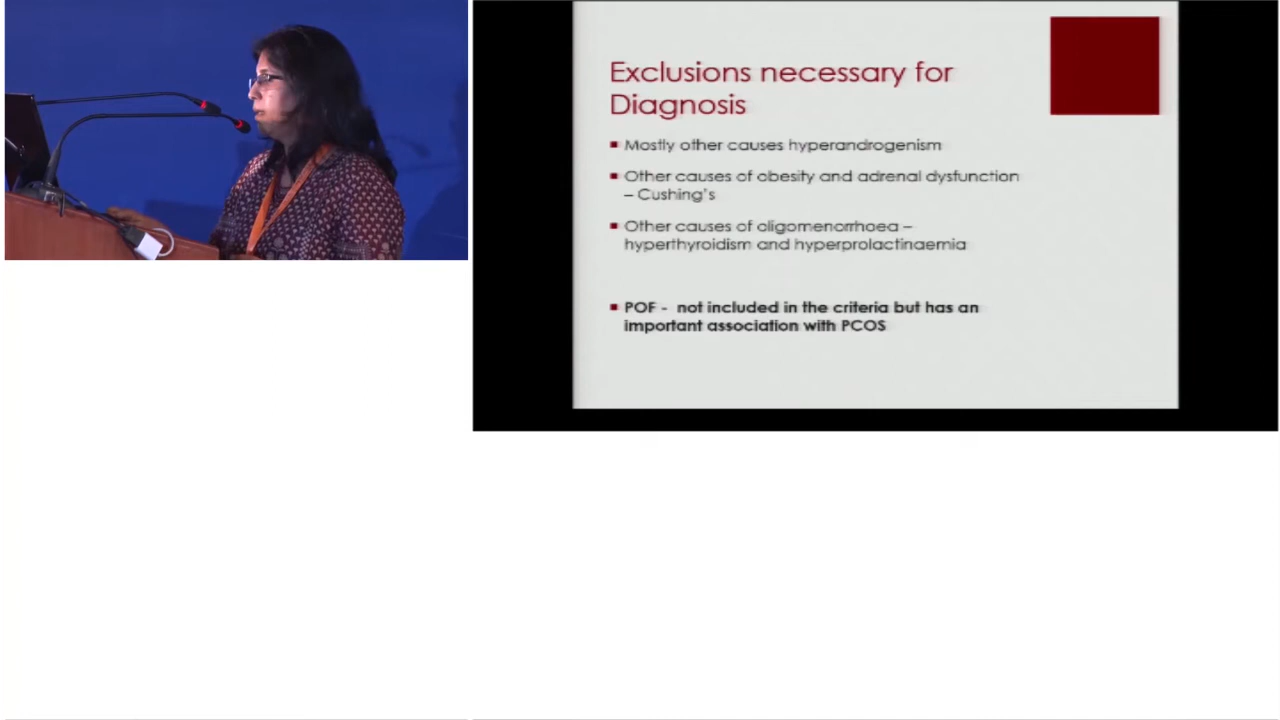 Exclusions necessary for
Diagnosis
Mostly other causes hyperandrogenism
Other causes of obesity and adrenal dysfunction
– Cushing's
Other causes of oligomenorrhoea –
hyperthyroidism and hyperprolactinaemia
POF - not included in the criteria but has an
important association with PCOS